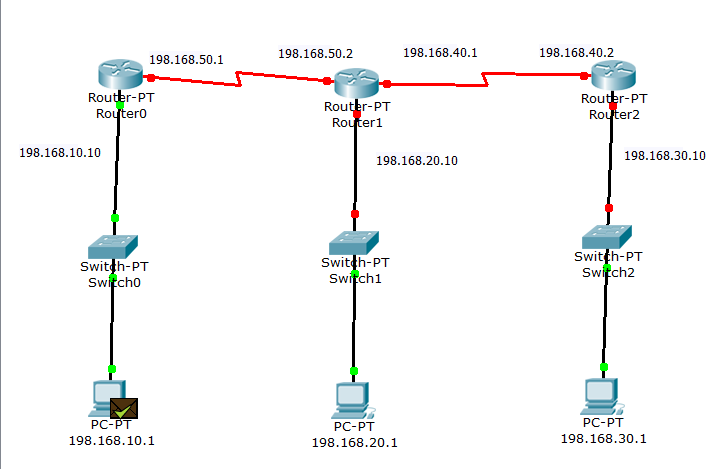 198.168.50.1
198.168.50.2
198.168.40.1
198.168.40.2
Router-PT
Router0
Router-PT
Router1
Router-PT
Router2
198.168.10.10
198.168.20.10
198.168.30.10
Switch-PT
Switch0
Switch-PT
Switch1
Switch-PT
Switch2
PC-PT
198.168.10.1
PC-PT
198.168.20.1
PC-PT
198.168.30.1